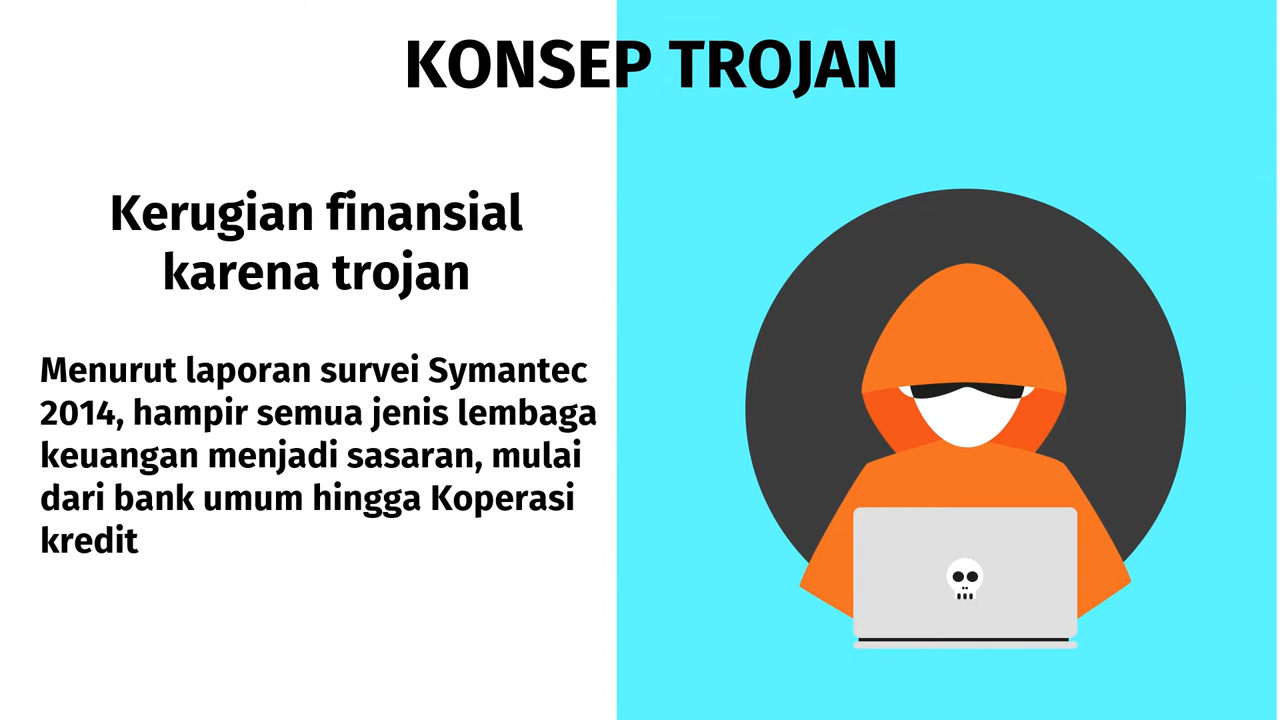 KONSEP TROJAN
Kerugian finansial
karena trojan
Menurut laporan survei Symantec
2014, hampir semua jenis lembaga
keuangan menjadi sasaran, mulai
dari bank umum hingga Koperasi
kredit